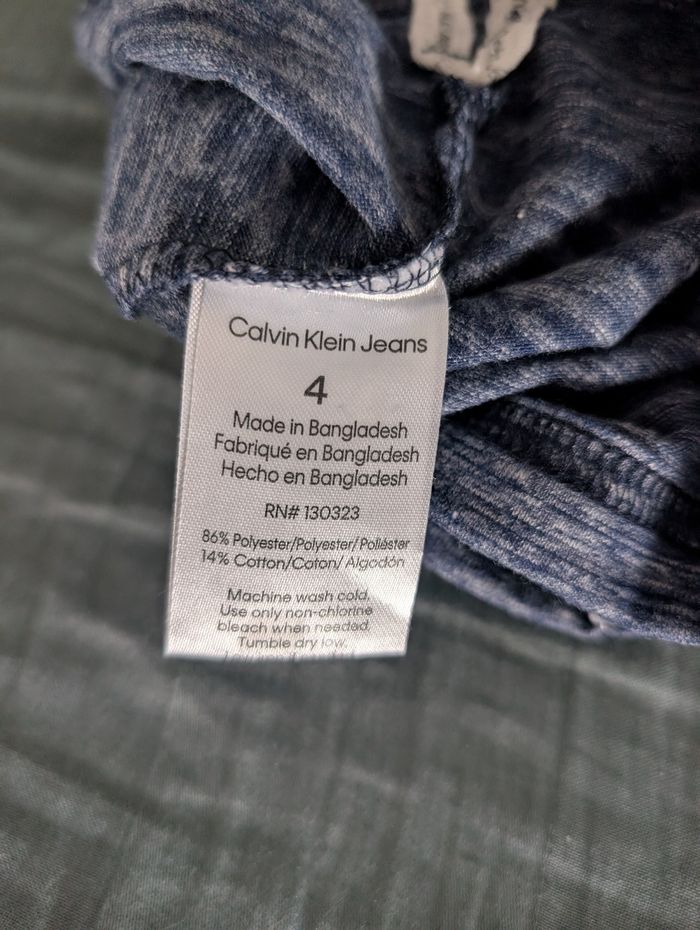 Calvin Klein Jeans
4
Made in Bangladesh
Fabriqué en Bangladesh
Hecho en Bangladesh
RN# 130323
86% Polyester/Polyester/Poliéster
14% Cotton/Coton/ Algodón
Machine wash cold.
Use only non-chlorine
bleach when needed.
Tumble dry low.